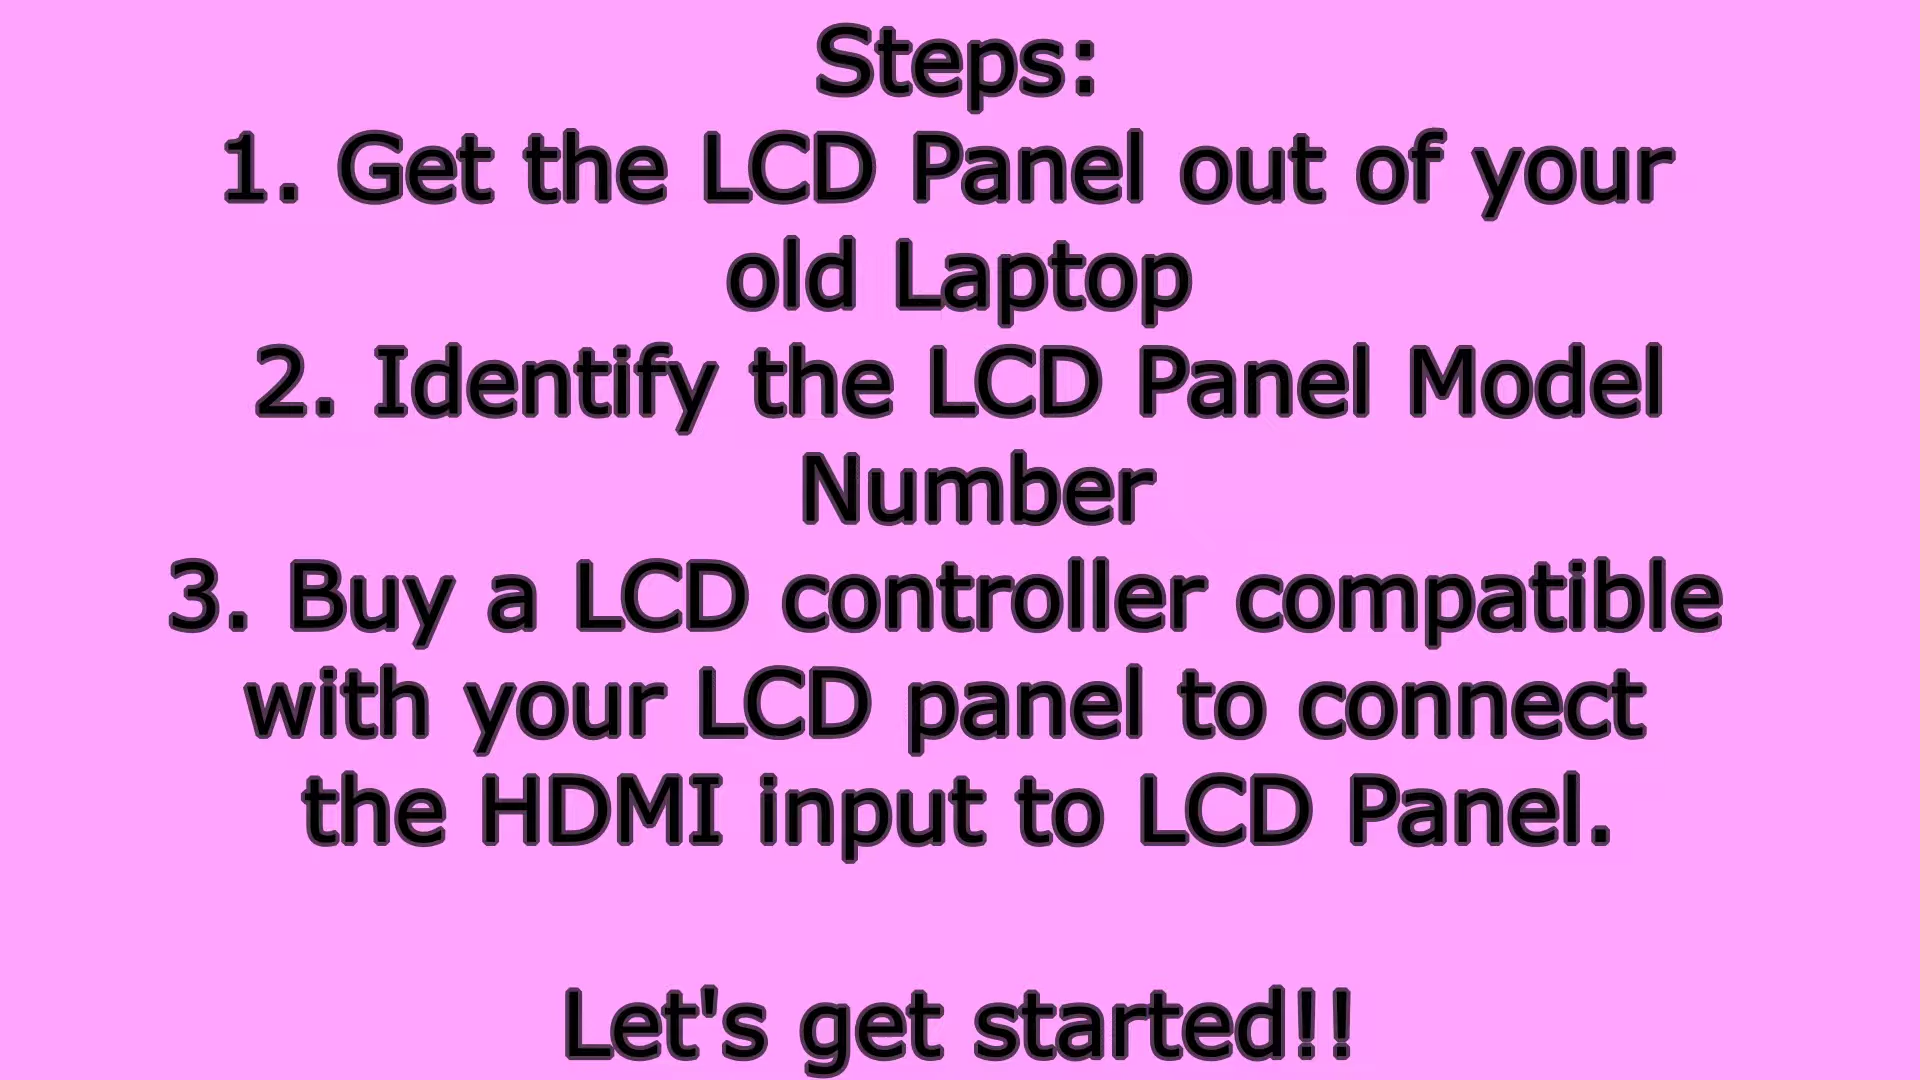 Steps:
1. Get the LCD Panel out of your
old Laptop
2. Identify the LCD Panel Model
Number
3. Buy a LCD controller compatible
with your LCD panel to connect
the HDMI input to LCD Panel.
Let's get started!!